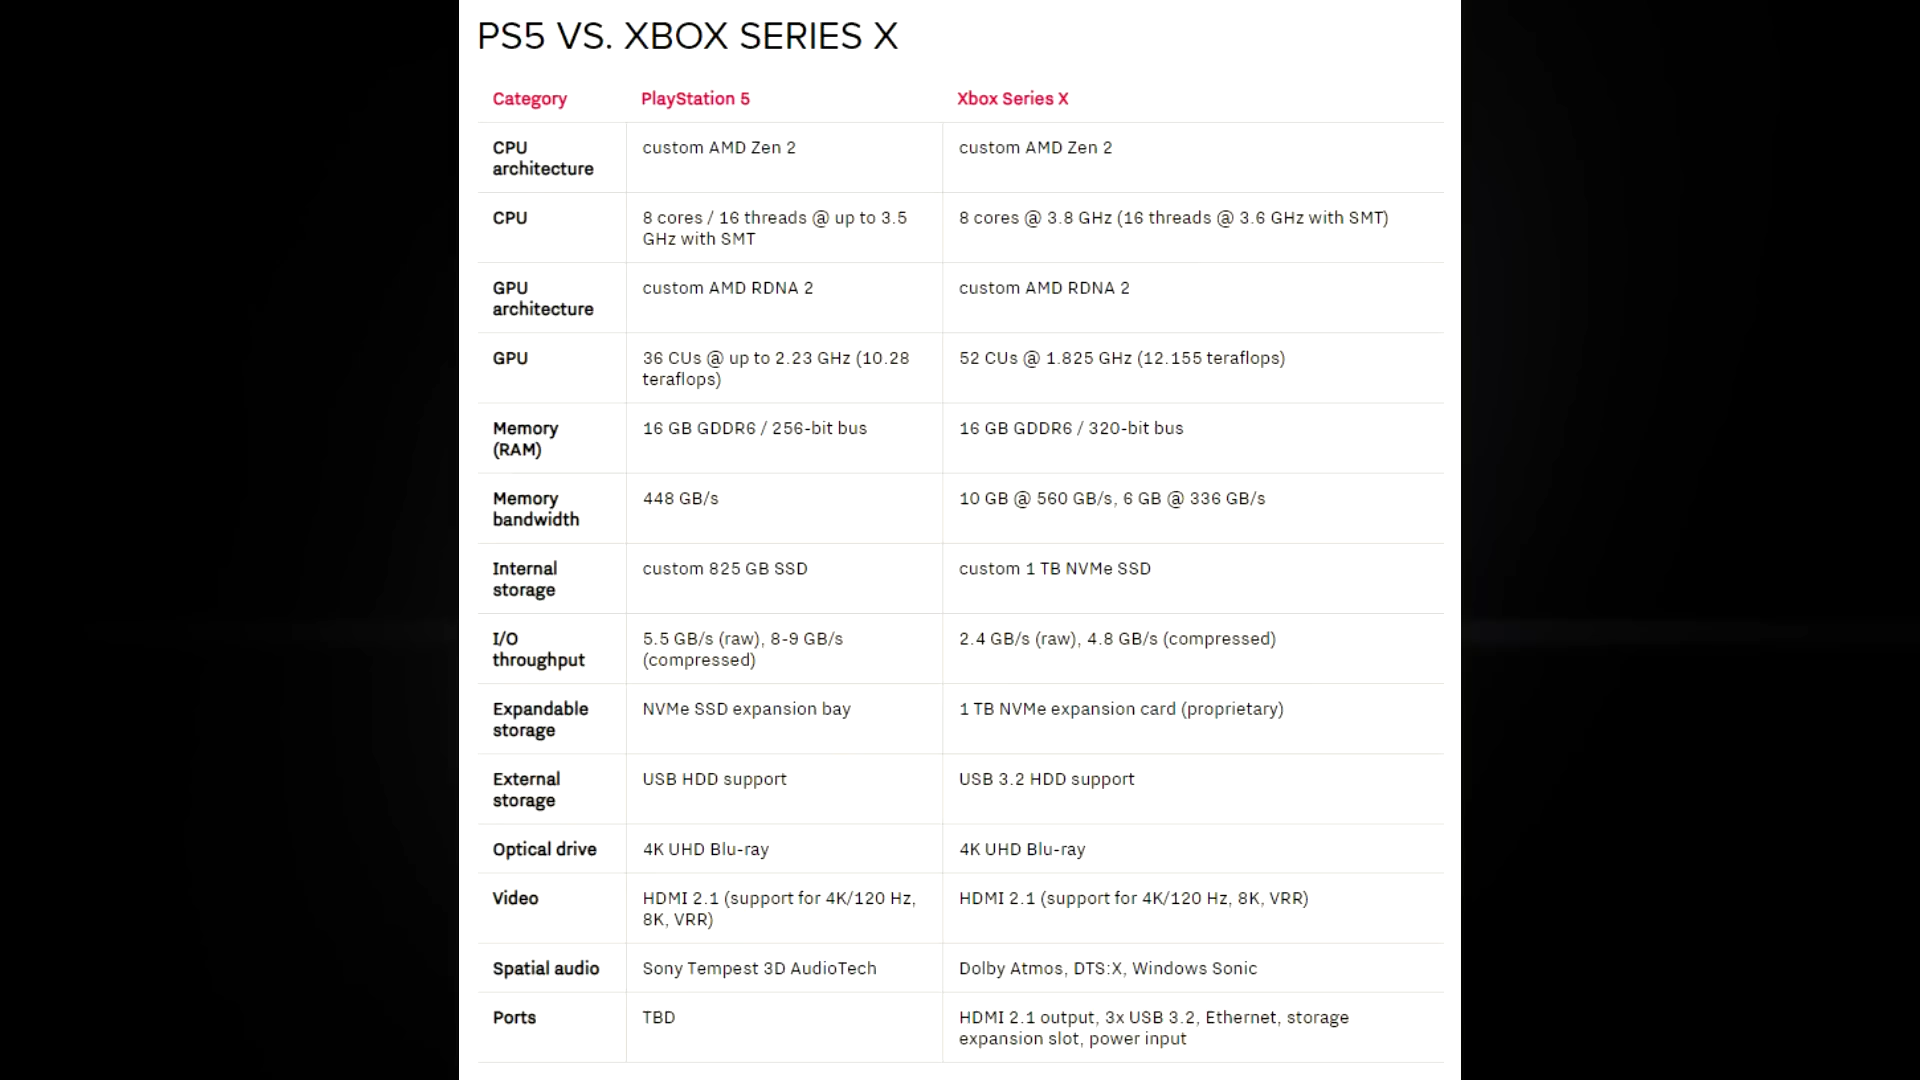 PS5 VS. XBOX SERIES X
Category PlayStation 5 Xbox Series X
CPU architecture custom AMD Zen 2 custom AMD Zen 2
CPU 8 cores / 16 threads @ up to 3.5 GHz with SMT 8 cores @ 3.8 GHz (16 threads @ 3.6 GHz with SMT)
GPU architecture custom AMD RDNA 2 custom AMD RDNA 2
GPU 36 CUs @ up to 2.23 GHz (10.28 teraflops) 52 CUs @ 1.825 GHz (12.155 teraflops)
Memory (RAM) 16 GB GDDR6 / 256-bit bus 16 GB GDDR6 / 320-bit bus
Memory bandwidth 448 GB/s 10 GB @ 560 GB/s, 6 GB @ 336 GB/s
Internal storage custom 825 GB SSD custom 1 TB NVMe SSD
I/O throughput 5.5 GB/s (raw), 8-9 GB/s (compressed) 2.4 GB/s (raw), 4.8 GB/s (compressed)
Expandable storage NVMe SSD expansion bay 1 TB NVMe expansion card (proprietary)
External storage USB HDD support USB 3.2 HDD support
Optical drive 4K UHD Blu-ray 4K UHD Blu-ray
Video HDMI 2.1 (support for 4K/120 Hz, 8K, VRR) HDMI 2.1 (support for 4K/120 Hz, 8K, VRR)
Spatial audio Sony Tempest 3D AudioTech Dolby Atmos, DTS:X, Windows Sonic
Ports TBD HDMI 2.1 output, 3x USB 3.2, Ethernet, storage expansion slot, power input